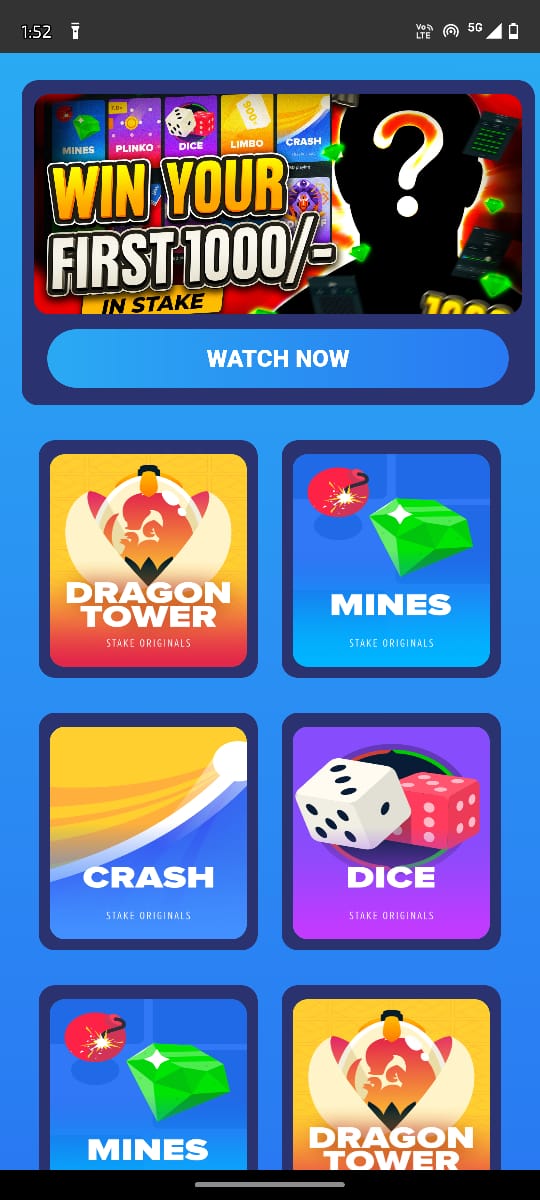 1:52
Vo
LTE
5G
MINES
PLINKO
DICE
LIMBO
CRASH
WIN YOUR
FIRST 1000/-
IN STAKE
WATCH NOW
DRAGON
TOWER
STAKE ORIGINALS
MINES
STAKE ORIGINALS
CRASH
STAKE ORIGINALS
DICE
STAKE ORIGINALS
MINES
DRAGON
TOWER